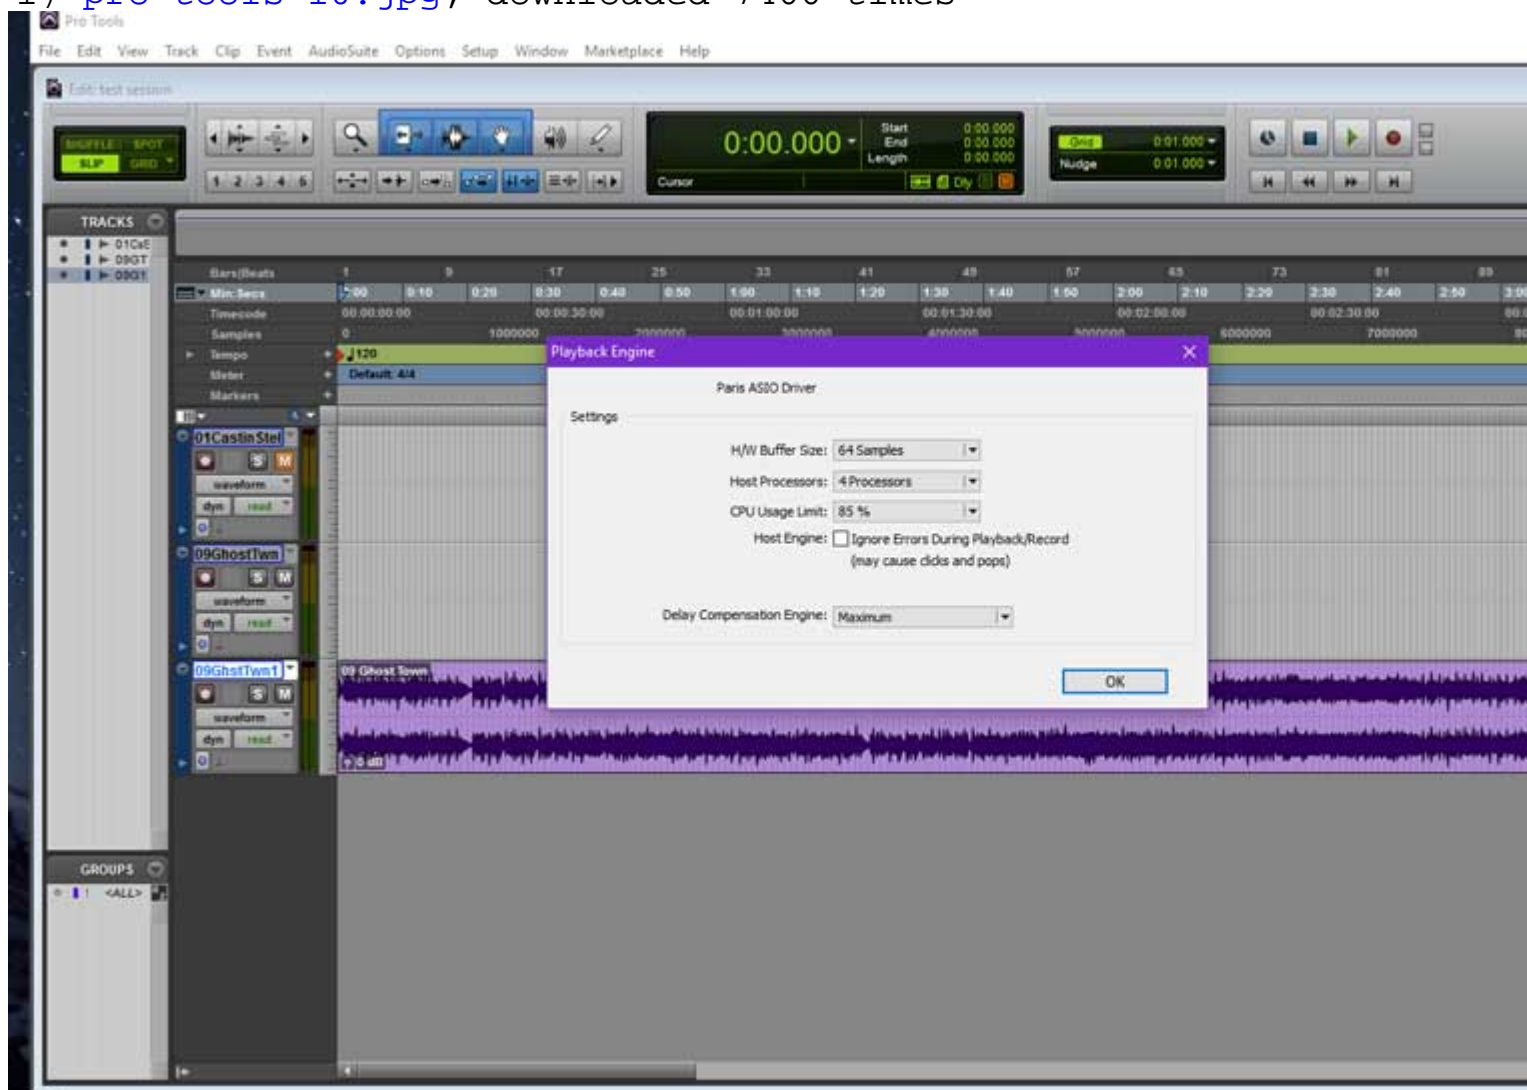 1) pro tools 10.jpg, downloaded 7400 times
Pro Tools
File Edit View Track Clip Event AudioSuite Options Setup Window Marketplace Help
Edit: test session
SHUFFLE SPOT
SLIP GRID
1 2 3 4 5
0:00.000
Start 0:00.000
End 0:00.000
Length 0:00.000
Cursor
Dly
Grid 0:01.000
Nudge 0:01.000
TRACKS
01CaS
09GT
09G1
Bars|Beats 1 9 17 25 33 41 49 57 65 73 81 89
Min:Secs 0:00 0:10 0:20 0:30 0:40 0:50 1:00 1:10 1:20 1:30 1:40 1:50 2:00 2:10 2:20 2:30 2:40 2:50
Timecode 00:00:00:00 00:00:30:00 00:01:00:00 00:01:30:00 00:02:00:00 00:02:30:00
Samples 0 1000000 2000000 3000000 4000000 5000000 6000000 7000000
Tempo 120
Meter Default: 4/4
Markers
Playback Engine
Paris ASIO Driver
Settings
H/W Buffer Size: 64 Samples
Host Processors: 4 Processors
CPU Usage Limit: 85 %
Host Engine: Ignore Errors During Playback/Record
(may cause clicks and pops)
Delay Compensation Engine: Maximum
OK
01CastinStel
S M
waveform
dyn read
09GhostTwn
S M
waveform
dyn read
09GhstTwn1
S M
waveform
dyn read
09 Ghost Town
0 dB
GROUPS
! <ALL>